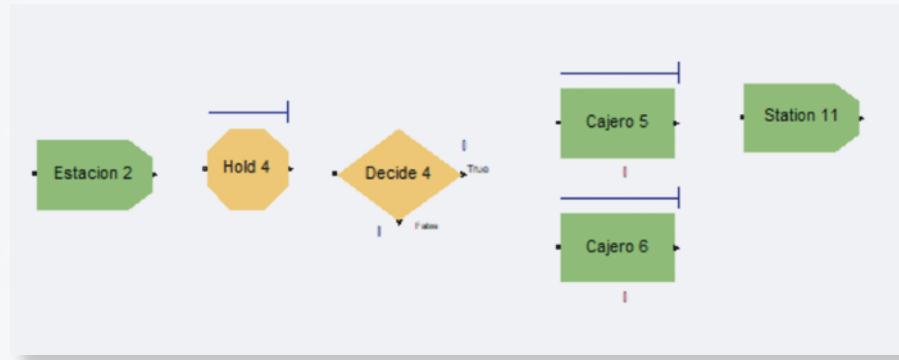 Estacion 2
Hold 4
Decide 4
True
False
Cajero 5
Cajero 6
Station 11